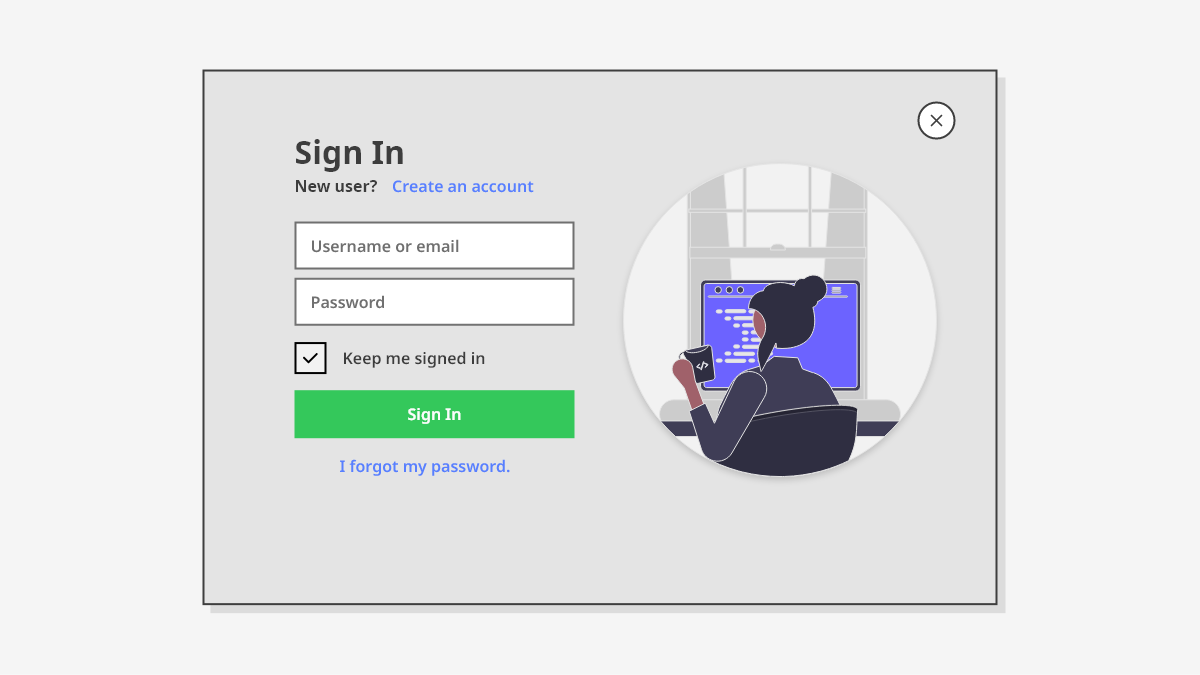 Sign In
New user? Create an account
Username or email
Password
Keep me signed in
Sign In
I forgot my password.